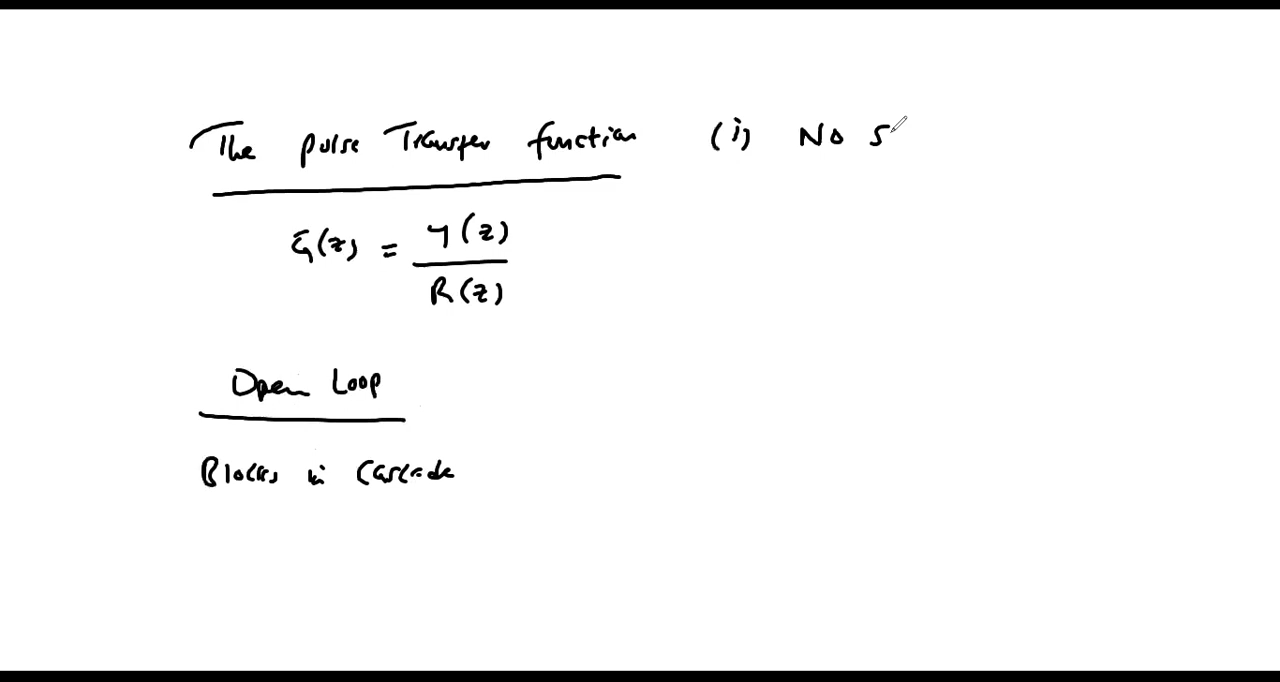 The pulse Transfer function (i) No s
G(z) = Y(z)
R(z)
Open Loop
Blocks in Cascade